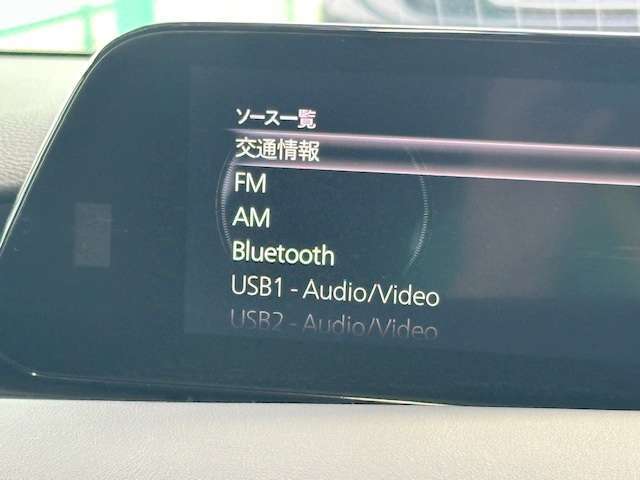 ソース一覧
交通情報
FM
AM
Bluetooth
USB1 - Audio/Video
USB2 - Audio/Video